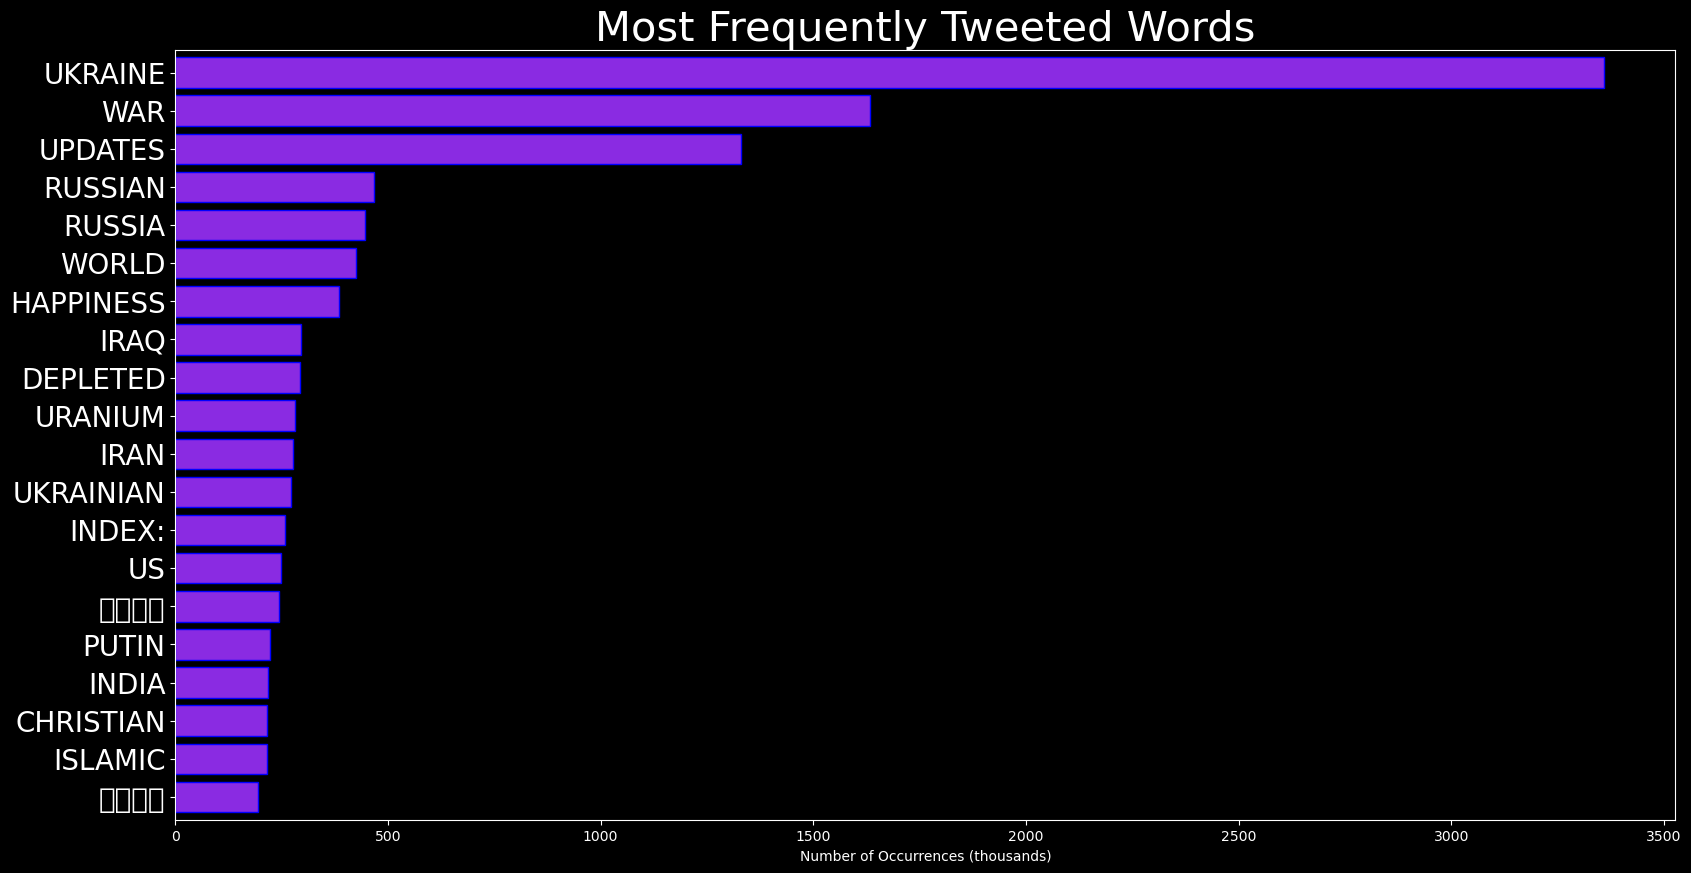 Most Frequently Tweeted Words
UKRAINE
WAR
UPDATES
RUSSIAN
RUSSIA
WORLD
HAPPINESS
IRAQ
DEPLETED
URANIUM
IRAN
UKRAINIAN
INDEX:
US
PUTIN
INDIA
CHRISTIAN
ISLAMIC
0 500 1000 1500 2000 2500 3000 3500
Number of Occurrences (thousands)